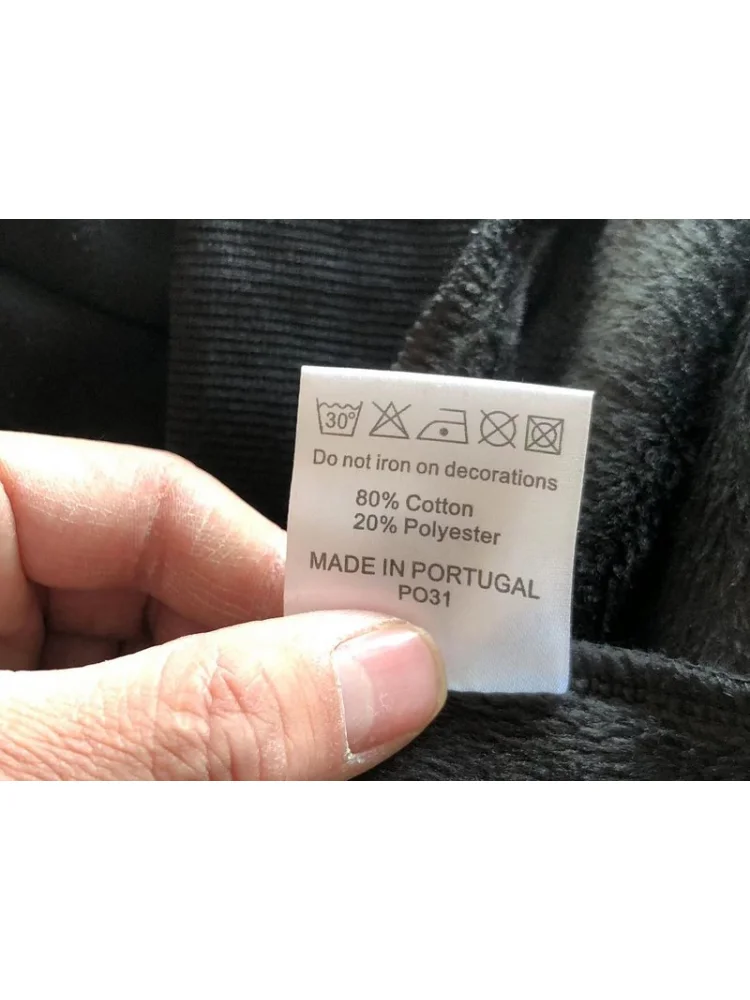 30°
Do not iron on decorations
80% Cotton
20% Polyester
MADE IN PORTUGAL
PO31